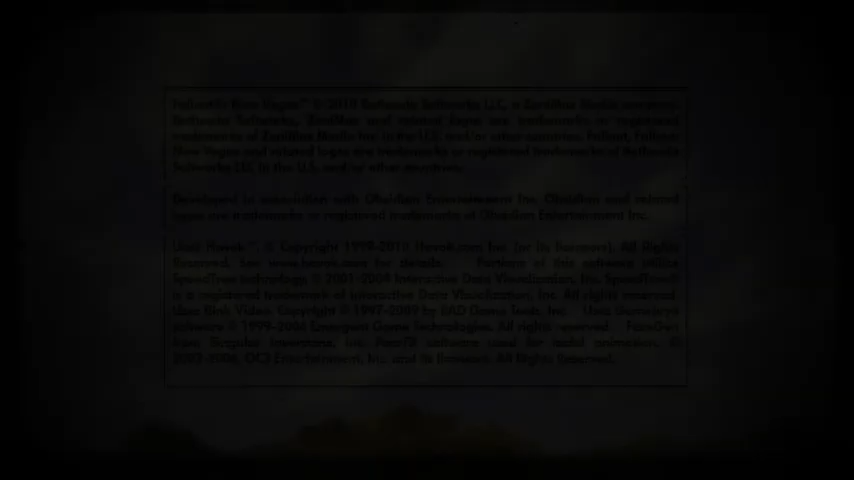 Fallout® New Vegas™ © 2010 Bethesda Softworks LLC, a ZeniMax Media company.
Bethesda Softworks, ZeniMax and related logos are trademarks or registered
trademarks of ZeniMax Media Inc. in the U.S. and/or other countries. Fallout, Fallout:
New Vegas and related logos are trademarks or registered trademarks of Bethesda
Softworks LLC in the U.S. and/or other countries.
Developed in association with Obsidian Entertainment Inc. Obsidian and related
logos are trademarks or registered trademarks of Obsidian Entertainment Inc.
Uses Havok™. © Copyright 1999-2010 Havok.com Inc. (or its licensors). All Rights
Reserved. See www.havok.com for details. Portions of this software utilize
SpeedTree technology. © 2001-2004 Interactive Data Visualization, Inc. SpeedTree®
is a registered trademark of Interactive Data Visualization, Inc. All rights reserved.
Uses Bink Video. Copyright © 1997-2009 by RAD Game Tools, Inc. Uses Gamebryo
software © 1999-2006 Emergent Game Technologies. All rights reserved. FaceGen
from Singular Inversions, Inc. FaceFX software used for facial animation. ©
2002-2006, OC3 Entertainment, Inc. and its licensors. All Rights Reserved.